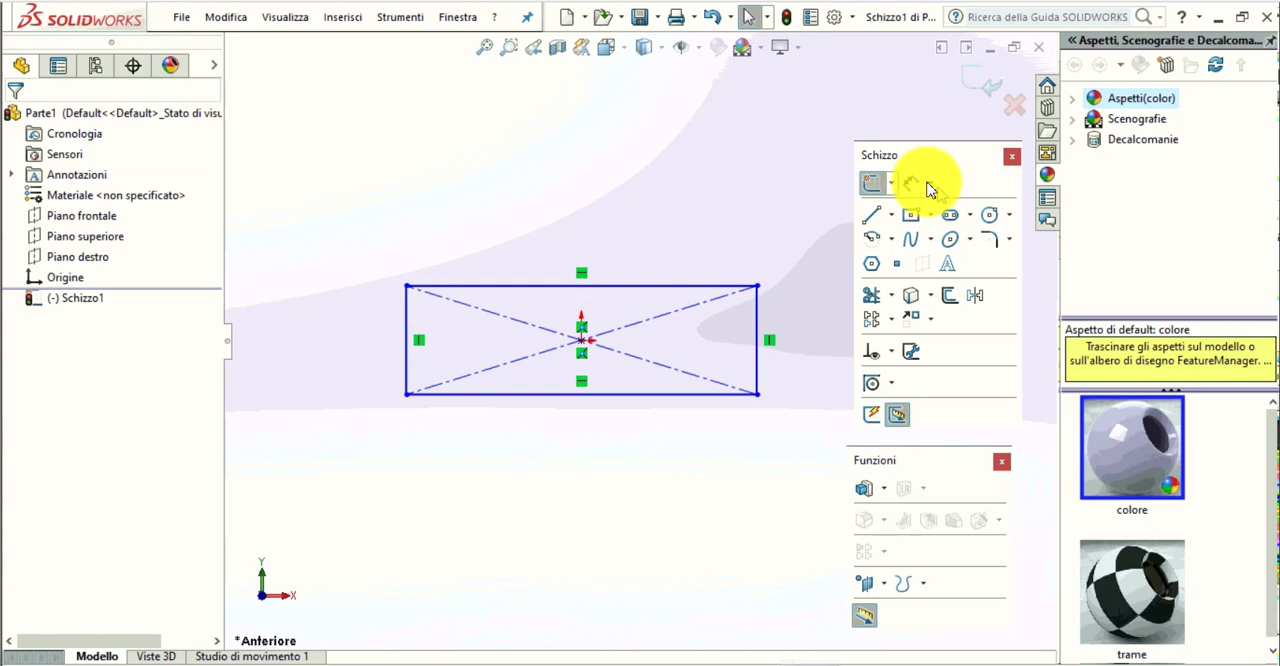 SOLIDWORKS
File
Modifica
Visualizza
Inserisci
Strumenti
Finestra
?
Schizzo1 di P...
Ricerca della Guida SOLIDWORKS
?
Aspetti, Scenografie e Decalcoma...
Parte1 (Default<<Default>_Stato di visu
Cronologia
Sensori
Annotazioni
Materiale <non specificato>
Piano frontale
Piano superiore
Piano destro
Origine
(-) Schizzo1
Schizzo
Funzioni
Aspetti(color)
Scenografie
Decalcomanie
Aspetto di default: colore
Trascinare gli aspetti sul modello o
sull'albero di disegno FeatureManager. ...
colore
trame
Y
X
*Anteriore
Modello
Viste 3D
Studio di movimento 1